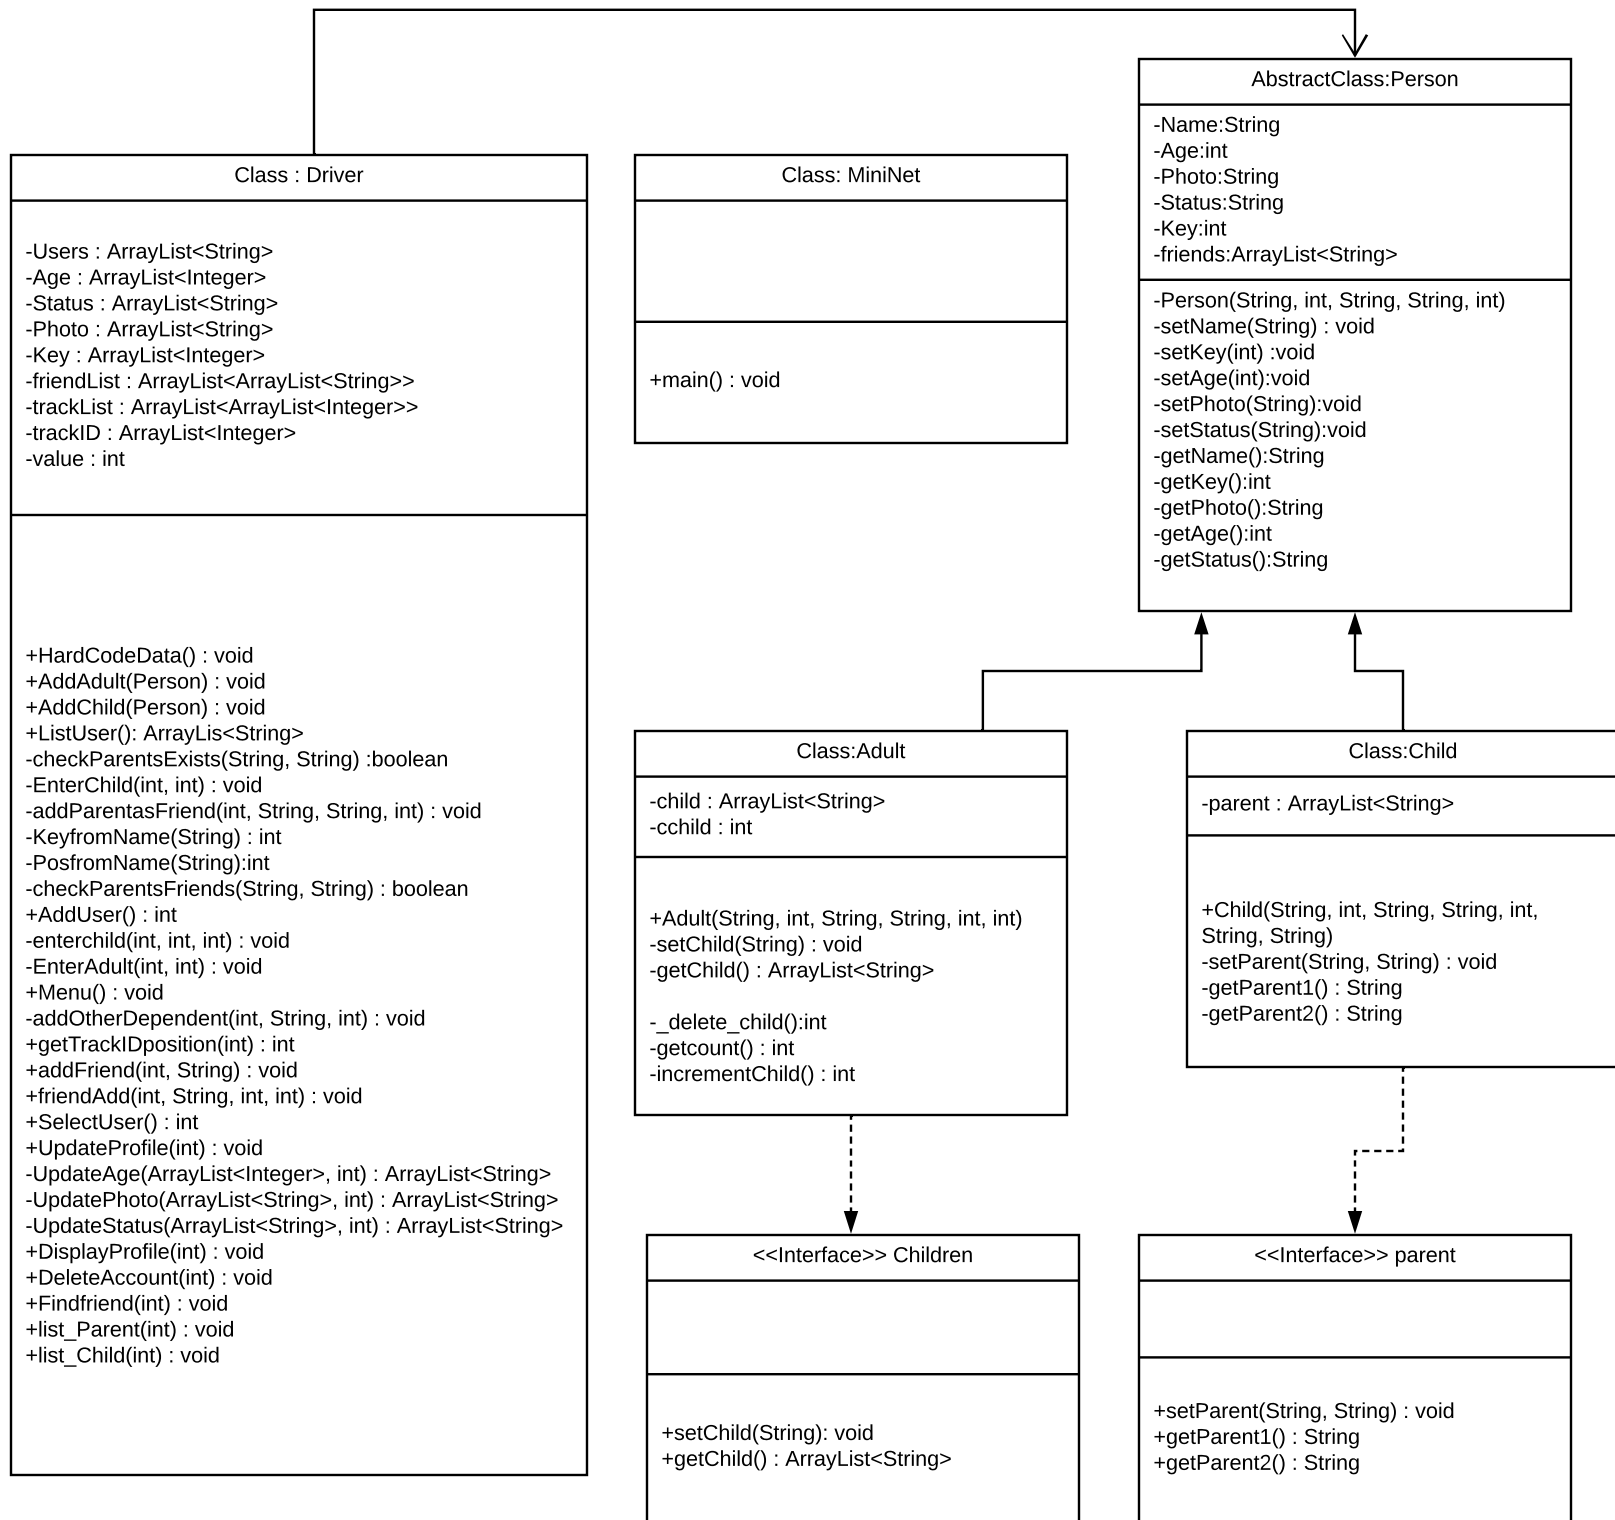 Class : Driver
-Users : ArrayList<String>
-Age : ArrayList<Integer>
-Status : ArrayList<String>
-Photo : ArrayList<String>
-Key : ArrayList<Integer>
-friendList : ArrayList<ArrayList<String>>
-trackList : ArrayList<ArrayList<Integer>>
-trackID : ArrayList<Integer>
-value : int
+HardCodeData() : void
+AddAdult(Person) : void
+AddChild(Person) : void
+ListUser(): ArrayLis<String>
-checkParentsExists(String, String) :boolean
-EnterChild(int, int) : void
-addParentasFriend(int, String, String, int) : void
-KeyfromName(String) : int
-PosfromName(String):int
-checkParentsFriends(String, String) : boolean
+AddUser() : int
-enterchild(int, int, int) : void
-EnterAdult(int, int) : void
+Menu() : void
-addOtherDependent(int, String, int) : void
+getTrackIDposition(int) : int
+addFriend(int, String) : void
+friendAdd(int, String, int, int) : void
+SelectUser() : int
+UpdateProfile(int) : void
-UpdateAge(ArrayList<Integer>, int) : ArrayList<String>
-UpdatePhoto(ArrayList<String>, int) : ArrayList<String>
-UpdateStatus(ArrayList<String>, int) : ArrayList<String>
+DisplayProfile(int) : void
+DeleteAccount(int) : void
+Findfriend(int) : void
+list_Parent(int) : void
+list_Child(int) : void
Class: MiniNet
+main() : void
AbstractClass:Person
-Name:String
-Age:int
-Photo:String
-Status:String
-Key:int
-friends:ArrayList<String>
-Person(String, int, String, String, int)
-setName(String) : void
-setKey(int) :void
-setAge(int):void
-setPhoto(String):void
-setStatus(String):void
-getName():String
-getKey():int
-getPhoto():String
-getAge():int
-getStatus():String
Class:Adult
-child : ArrayList<String>
-cchild : int
+Adult(String, int, String, String, int, int)
-setChild(String) : void
-getChild() : ArrayList<String>
-_delete_child():int
-getcount() : int
-incrementChild() : int
Class:Child
-parent : ArrayList<String>
+Child(String, int, String, String, int,
String, String)
-setParent(String, String) : void
-getParent1() : String
-getParent2() : String
<<Interface>> Children
+setChild(String): void
+getChild() : ArrayList<String>
<<Interface>> parent
+setParent(String, String) : void
+getParent1() : String
+getParent2() : String